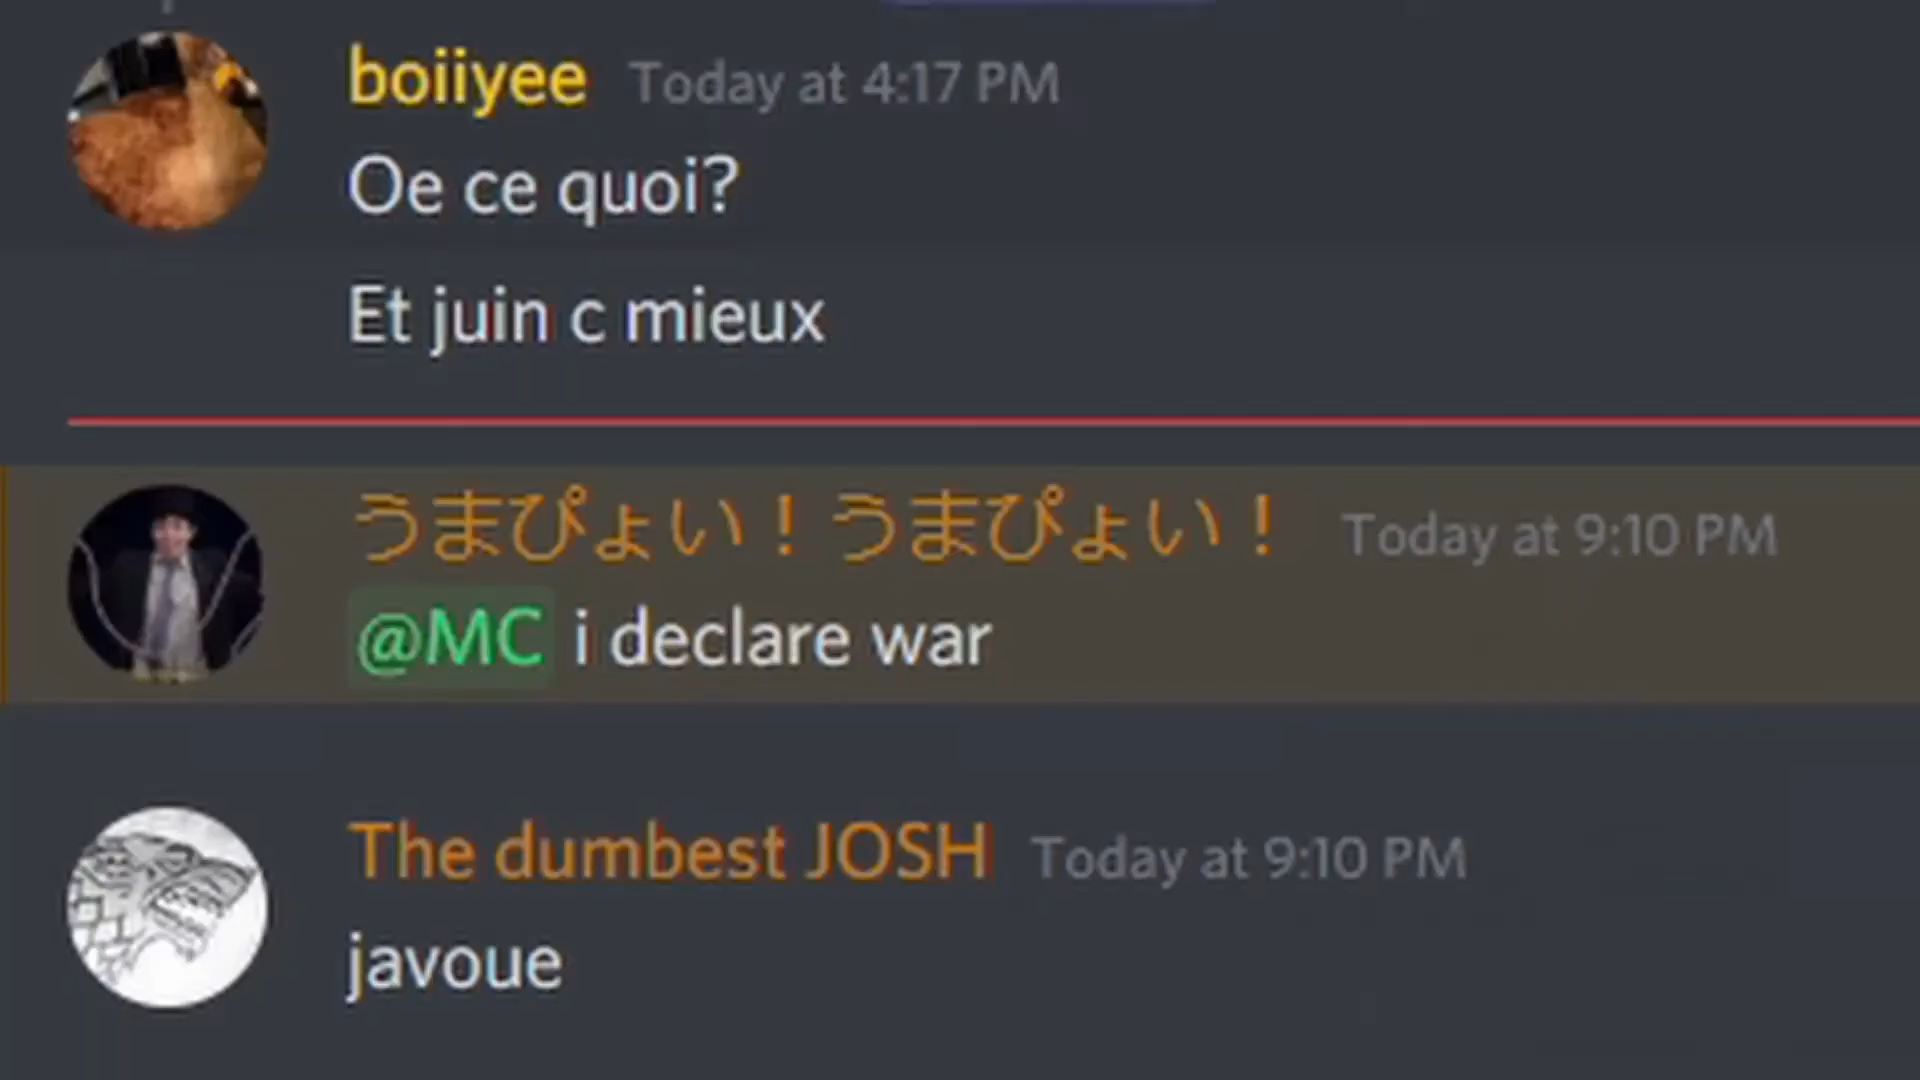 boiiyee Today at 4:17 PM
Oe ce quoi?
Et juin c mieux
うまぴょい！うまぴょい！ Today at 9:10 PM
@MC i declare war
The dumbest JOSH Today at 9:10 PM
javoue